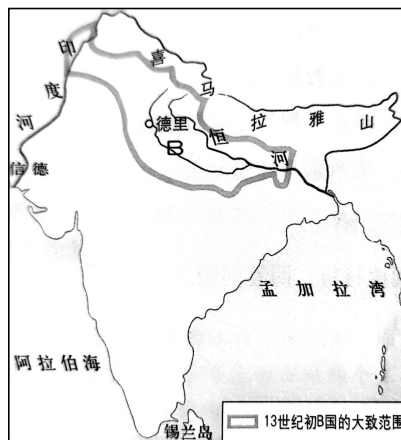 印度河
喜马拉雅山
德里
恒河
B
信德
孟加拉湾
阿拉伯海
锡兰岛
13世纪初B国的大致范围